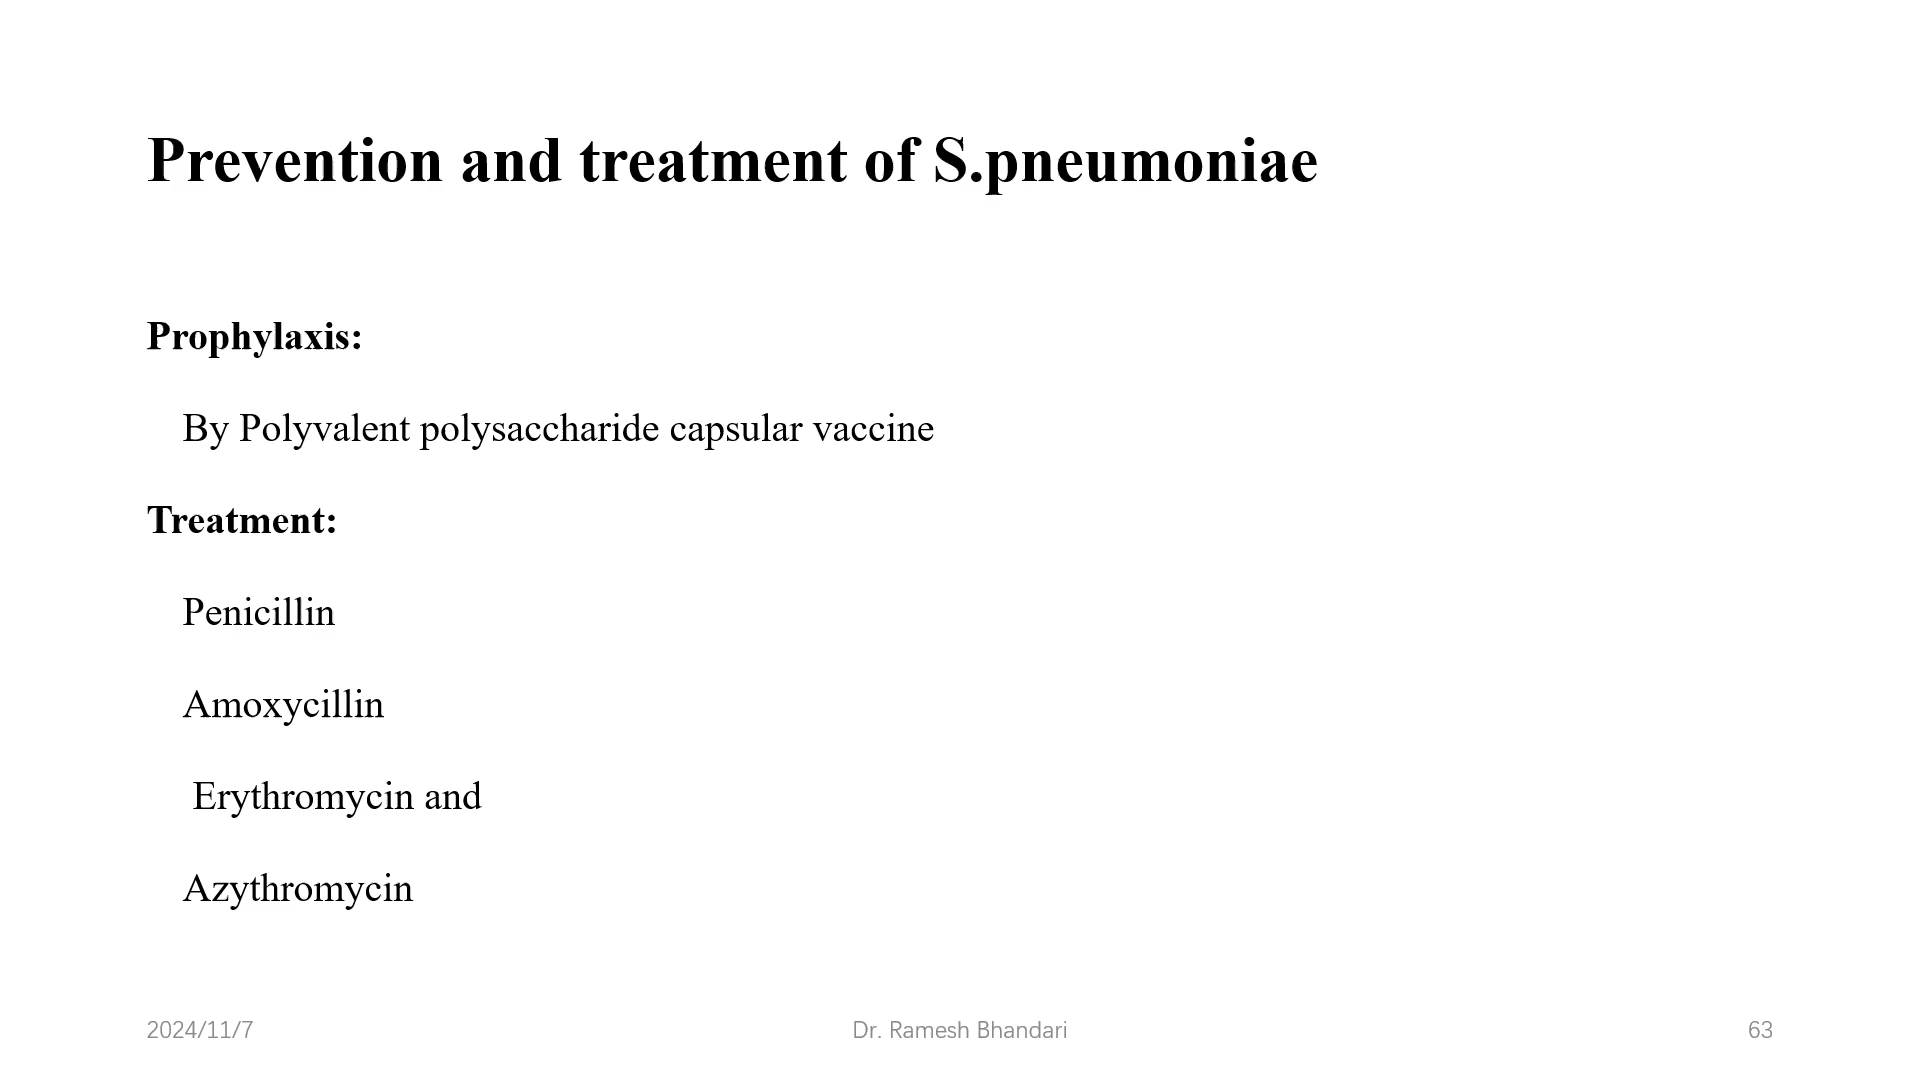 Prevention and treatment of S.pneumoniae
Prophylaxis:
By Polyvalent polysaccharide capsular vaccine
Treatment:
Penicillin
Amoxycillin
Erythromycin and
Azythromycin
2024/11/7
Dr. Ramesh Bhandari
63